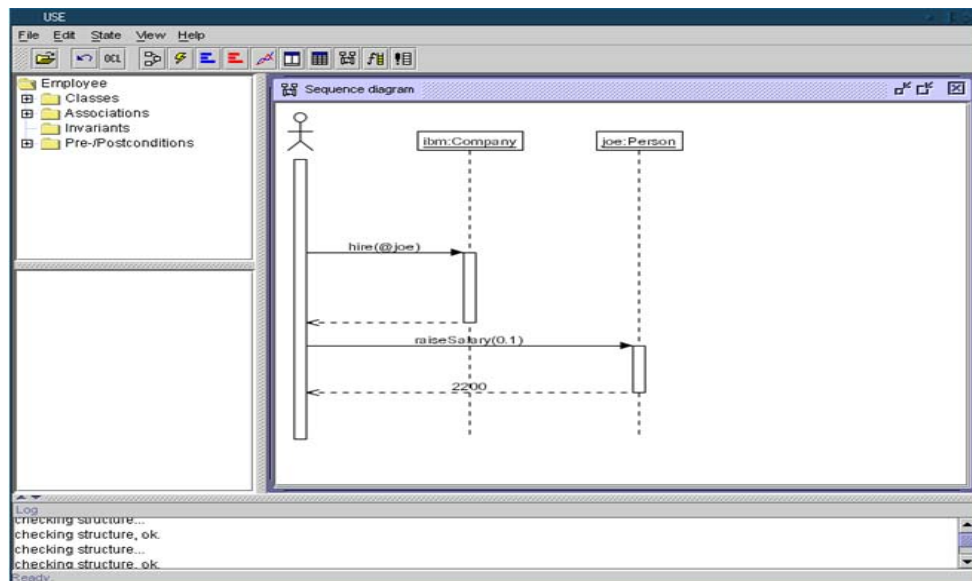 USE
File Edit State View Help
OCL
Employee
Classes
Associations
Invariants
Pre-/Postconditions
Sequence diagram
ibm:Company
joe:Person
hire(@joe)
raiseSalary(0.1)
2200
Log
checking structure...
checking structure, ok.
checking structure...
checking structure, ok.
Ready.